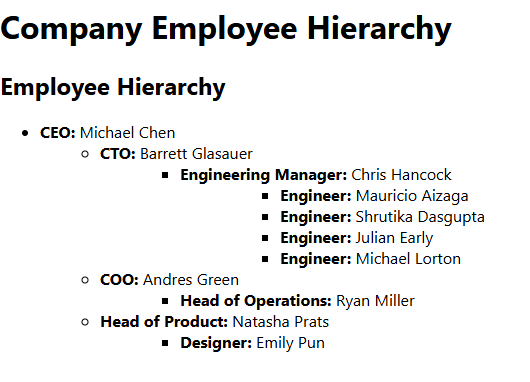 Company Employee Hierarchy
Employee Hierarchy
CEO: Michael Chen
CTO: Barrett Glasauer
Engineering Manager: Chris Hancock
Engineer: Mauricio Aizaga
Engineer: Shrutika Dasgupta
Engineer: Julian Early
Engineer: Michael Lorton
COO: Andres Green
Head of Operations: Ryan Miller
Head of Product: Natasha Prats
Designer: Emily Pun